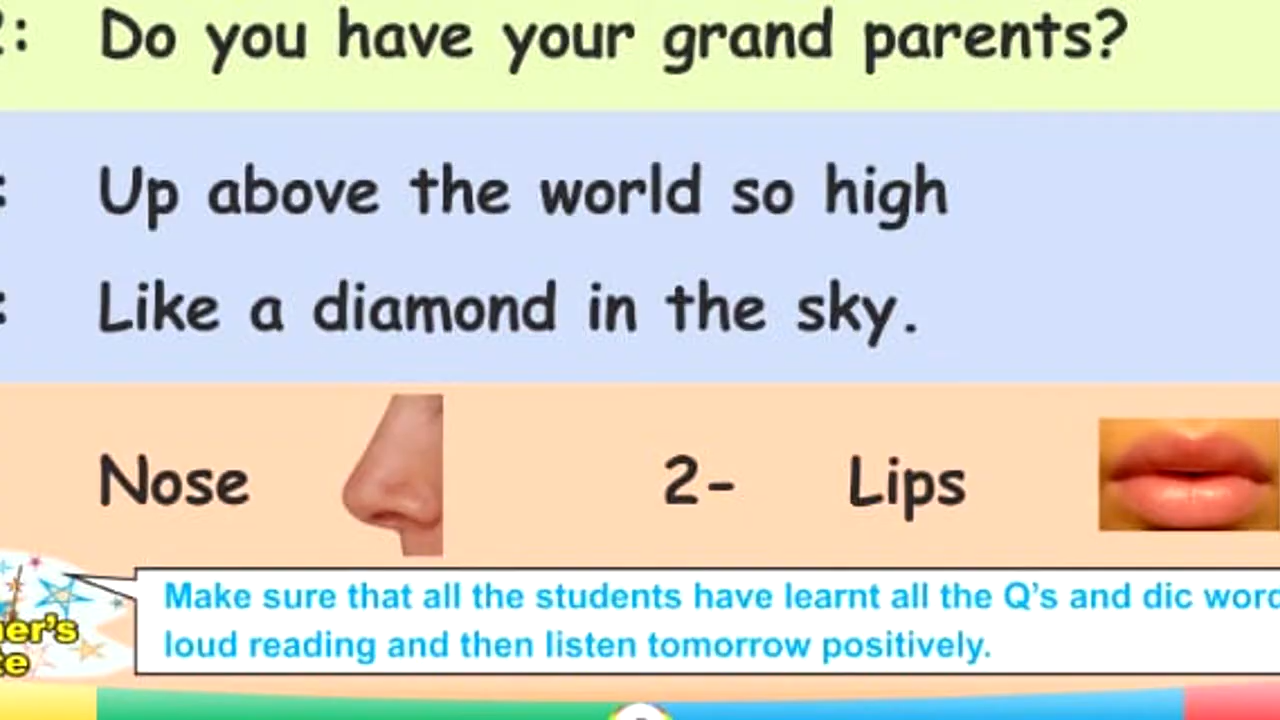 Do you have your grand parents?
Up above the world so high
Like a diamond in the sky.
Nose 2- Lips
Make sure that all the students have learnt all the Q's and dic
loud reading and then listen tomorrow positively.